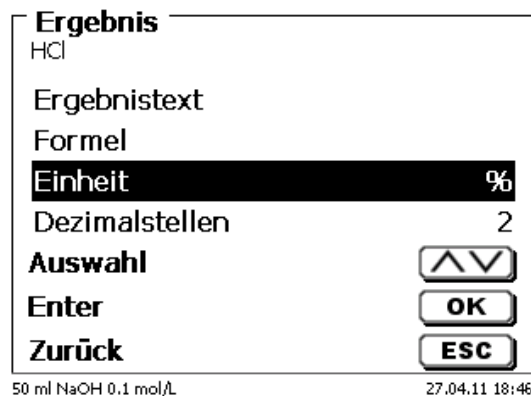 Ergebnis
HCl
Ergebnistext
Formel
Einheit %
Dezimalstellen 2
Auswahl
Enter OK
Zurück ESC
50 ml NaOH 0.1 mol/L 27.04.11 18:46